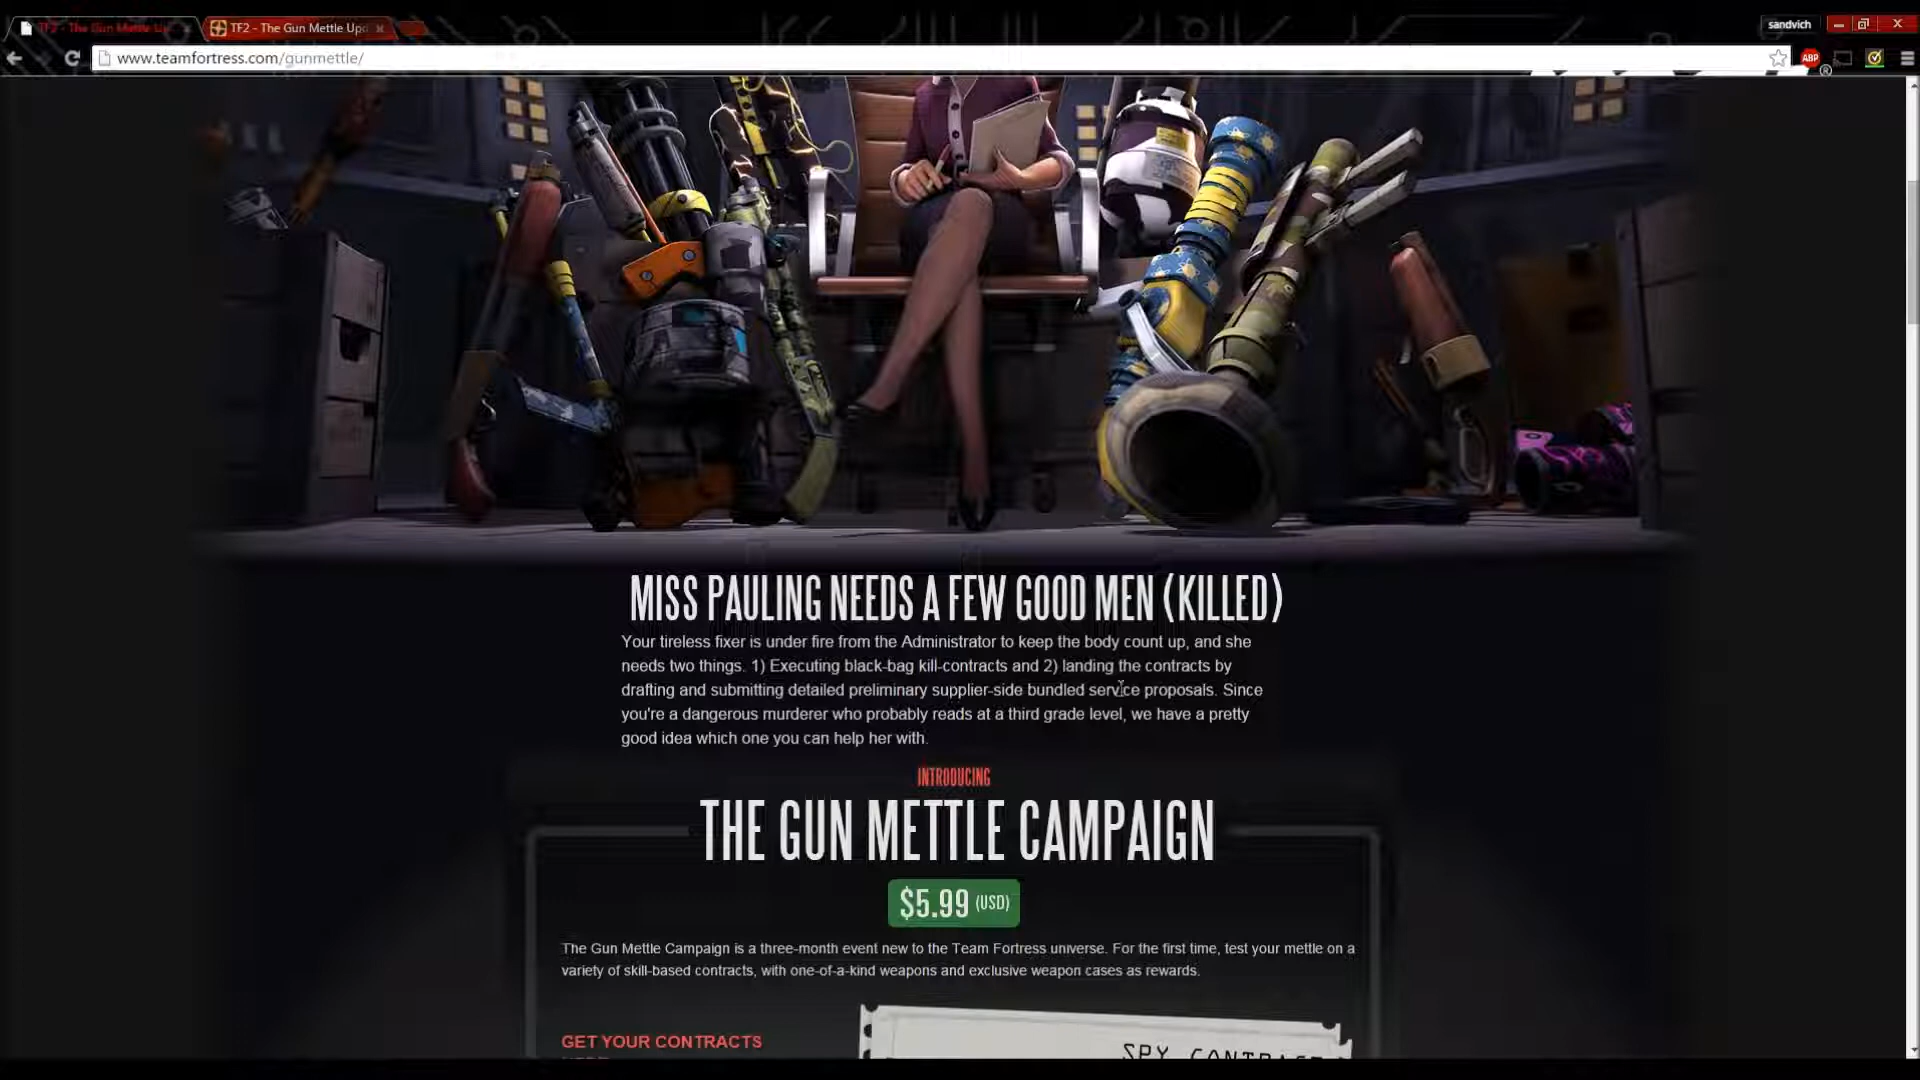 TF2 - The Gun Mettle Up
TF2 - The Gun Mettle Upd
sandvich
www.teamfortress.com/gunmettle/
ABP
MISS PAULING NEEDS A FEW GOOD MEN (KILLED)
Your tireless fixer is under fire from the Administrator to keep the body count up, and she
needs two things. 1) Executing black-bag kill-contracts and 2) landing the contracts by
drafting and submitting detailed preliminary supplier-side bundled service proposals. Since
you're a dangerous murderer who probably reads at a third grade level, we have a pretty
good idea which one you can help her with.
INTRODUCING
THE GUN METTLE CAMPAIGN
$5.99 (USD)
The Gun Mettle Campaign is a three-month event new to the Team Fortress universe. For the first time, test your mettle on a
variety of skill-based contracts, with one-of-a-kind weapons and exclusive weapon cases as rewards.
GET YOUR CONTRACTS
SPY CONTRACT